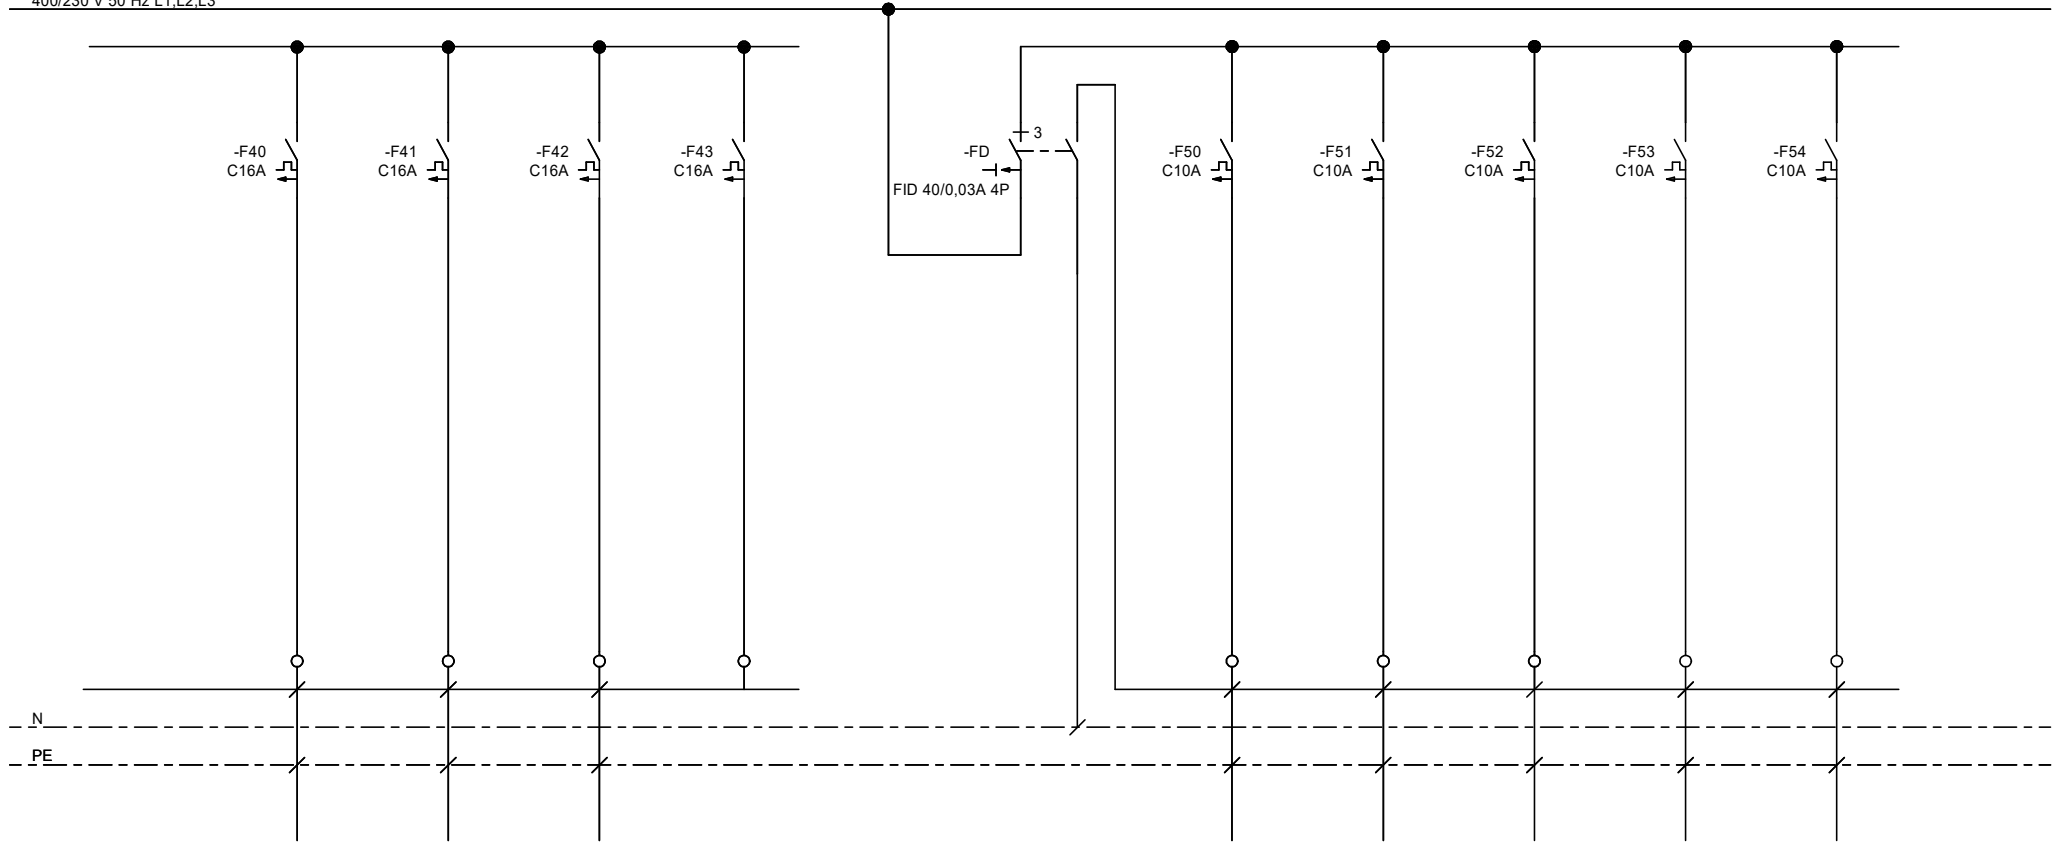 400/230 V 50 Hz L1,L2,L3
-F40
C16A
-F41
C16A
-F42
C16A
-F43
C16A
3
-FD
FID 40/0,03A 4P
-F50
C10A
-F51
C10A
-F52
C10A
-F53
C10A
-F54
C10A
N
PE